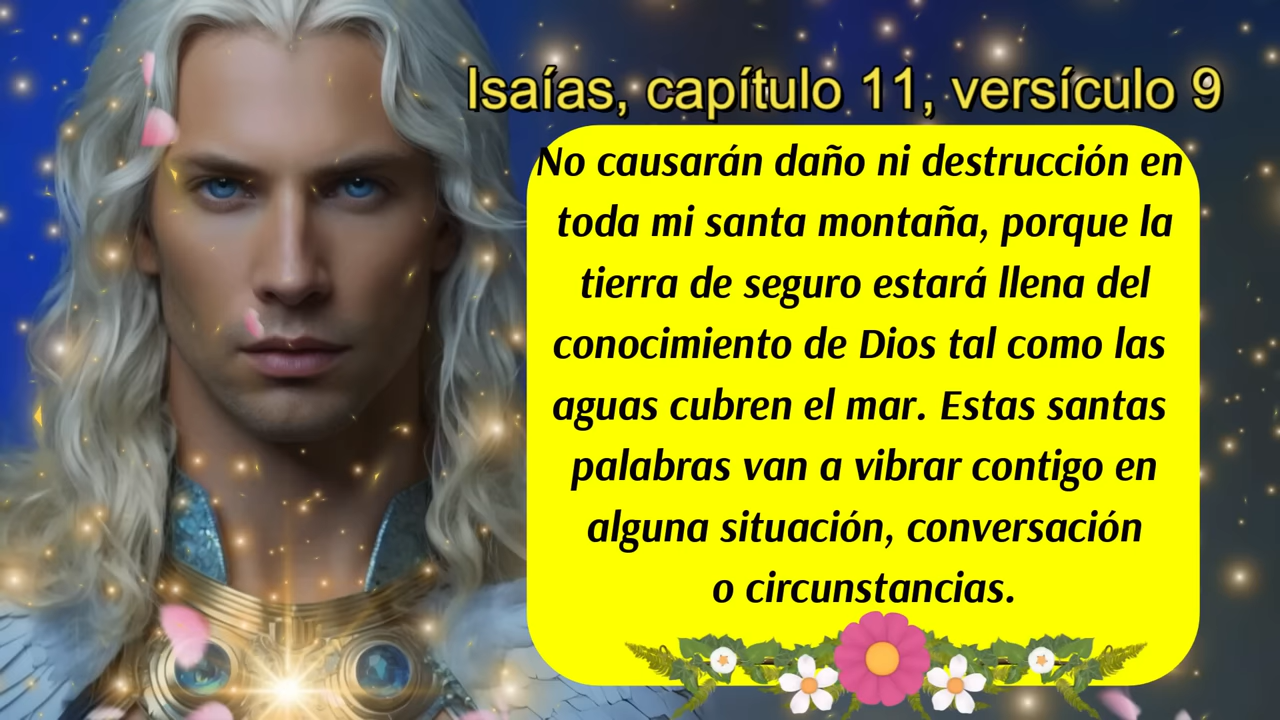 Isaías, capítulo 11, versículo 9
No causarán daño ni destrucción en
toda mi santa montaña, porque la
tierra de seguro estará llena del
conocimiento de Dios tal como las
aguas cubren el mar. Estas santas
palabras van a vibrar contigo en
alguna situación, conversación
o circunstancias.